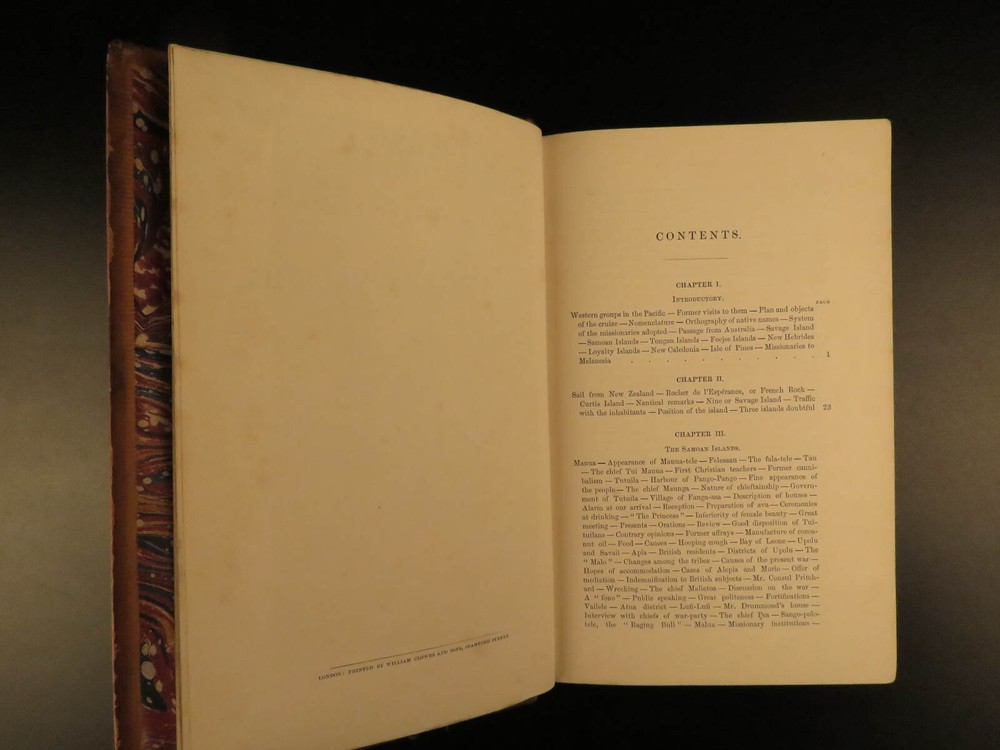 LONDON: PRINTED BY WILLIAM CLOWES AND SONS, STAMFORD STREET
CONTENTS.
CHAPTER I.
INTRODUCTORY.
PAGE
Western groups in the Pacific — Former visits to them — Plan and objects
of the cruize — Nomenclature — Orthography of native names — System
of the missionaries adopted — Passage from Australia — Savage Island
— Samoan Islands — Tongan Islands — Feejee Islands — New Hebrides
— Loyalty Islands — New Caledonia — Isle of Pines — Missionaries to
Melanesia . . . . . . . . . . . 1
CHAPTER II.
Sail from New Zealand — Rocher de l'Espérance, or French Rock —
Curtis Island — Nautical remarks — Nine or Savage Island — Traffic
with the inhabitants — Position of the island — Three islands doubtful 23
CHAPTER III.
THE SAMOAN ISLANDS.
Manua — Appearance of Manua-tele — Feleasau — The fala-tele — Tau
— The chief Tui Manua — First Christian teachers — Former canni-
balism — Tutuila — Harbour of Pango-Pango — Fine appearance of
the people — The chief Maunga — Nature of chieftainship — Govern-
ment of Tutuila — Village of Fanga-saa — Description of houses —
Alarm at our arrival — Reception — Preparation of ava — Ceremonies
at drinking — "The Princess" — Inferiority of female beauty — Great
meeting — Presents — Orations — Review — Good disposition of Tui-
tuilans — Contrary opinions — Former affrays — Manufacture of cocoa-
nut oil — Food — Canoes — Hooping cough — Bay of Leone — Upolu
and Savaii — Apia — British residents — Districts of Upolu — The
"Malo" — Changes among the tribes — Causes of the present war —
Hopes of accommodation — Cases of Alepia and Muric — Offer of
mediation — Indemnification to British subjects — Mr. Consul Pritch-
ard — Wrecking — The chief Malietoa — Discussion on the war —
A "fono" — Public speaking — Great politeness — Fortifications —
Vailele — Atua district — Lufi-Lufi — Mr. Drummond's house —
Interview with chiefs of war-party — The chief Pea — Sango-polo-
tele, the "Raging Bull" — Malua — Missionary Institutions —